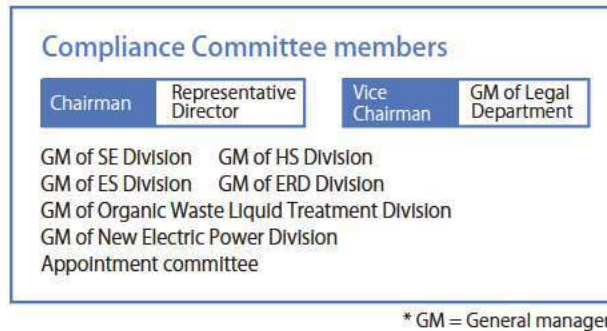 Compliance Committee members
Chairman
Representative
Director
Vice
Chairman
GM of Legal
Department
GM of SE Division GM of HS Division
GM of ES Division GM of ERD Division
GM of Organic Waste Liquid Treatment Division
GM of New Electric Power Division
Appointment committee
* GM = General manager